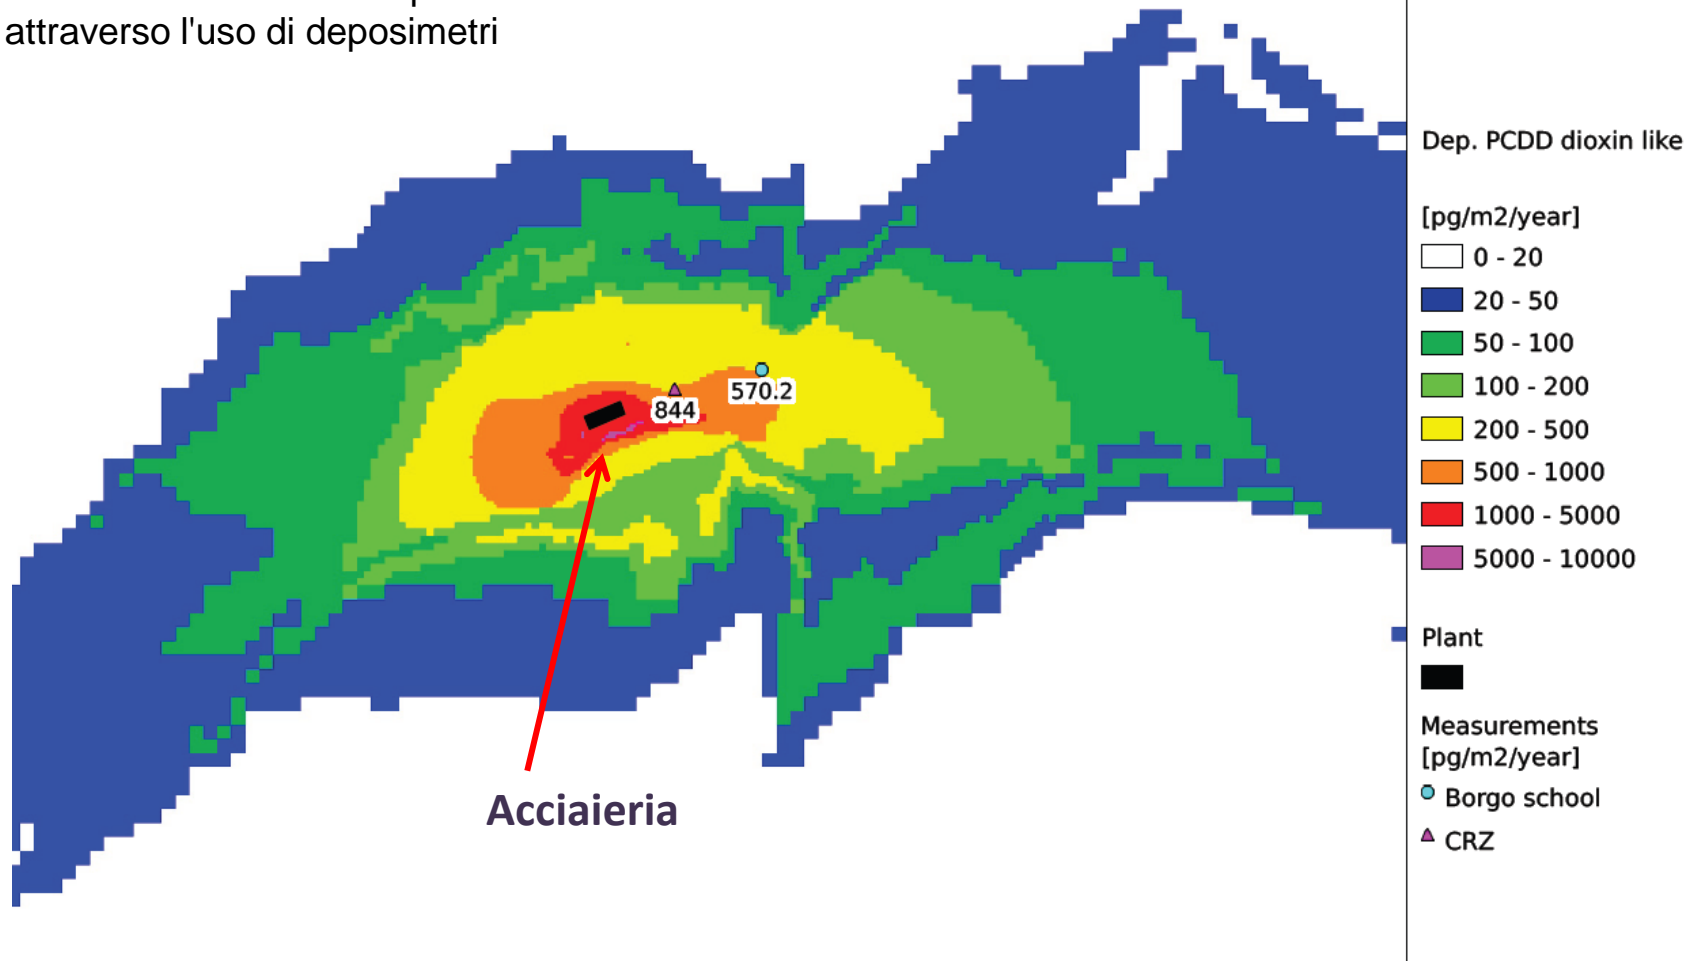 attraverso l'uso di deposimetri
Dep. PCDD dioxin like
[pg/m2/year]
0 - 20
20 - 50
50 - 100
100 - 200
200 - 500
500 - 1000
1000 - 5000
5000 - 10000
Plant
Measurements
[pg/m2/year]
Borgo school
CRZ
570.2
844
Acciaieria